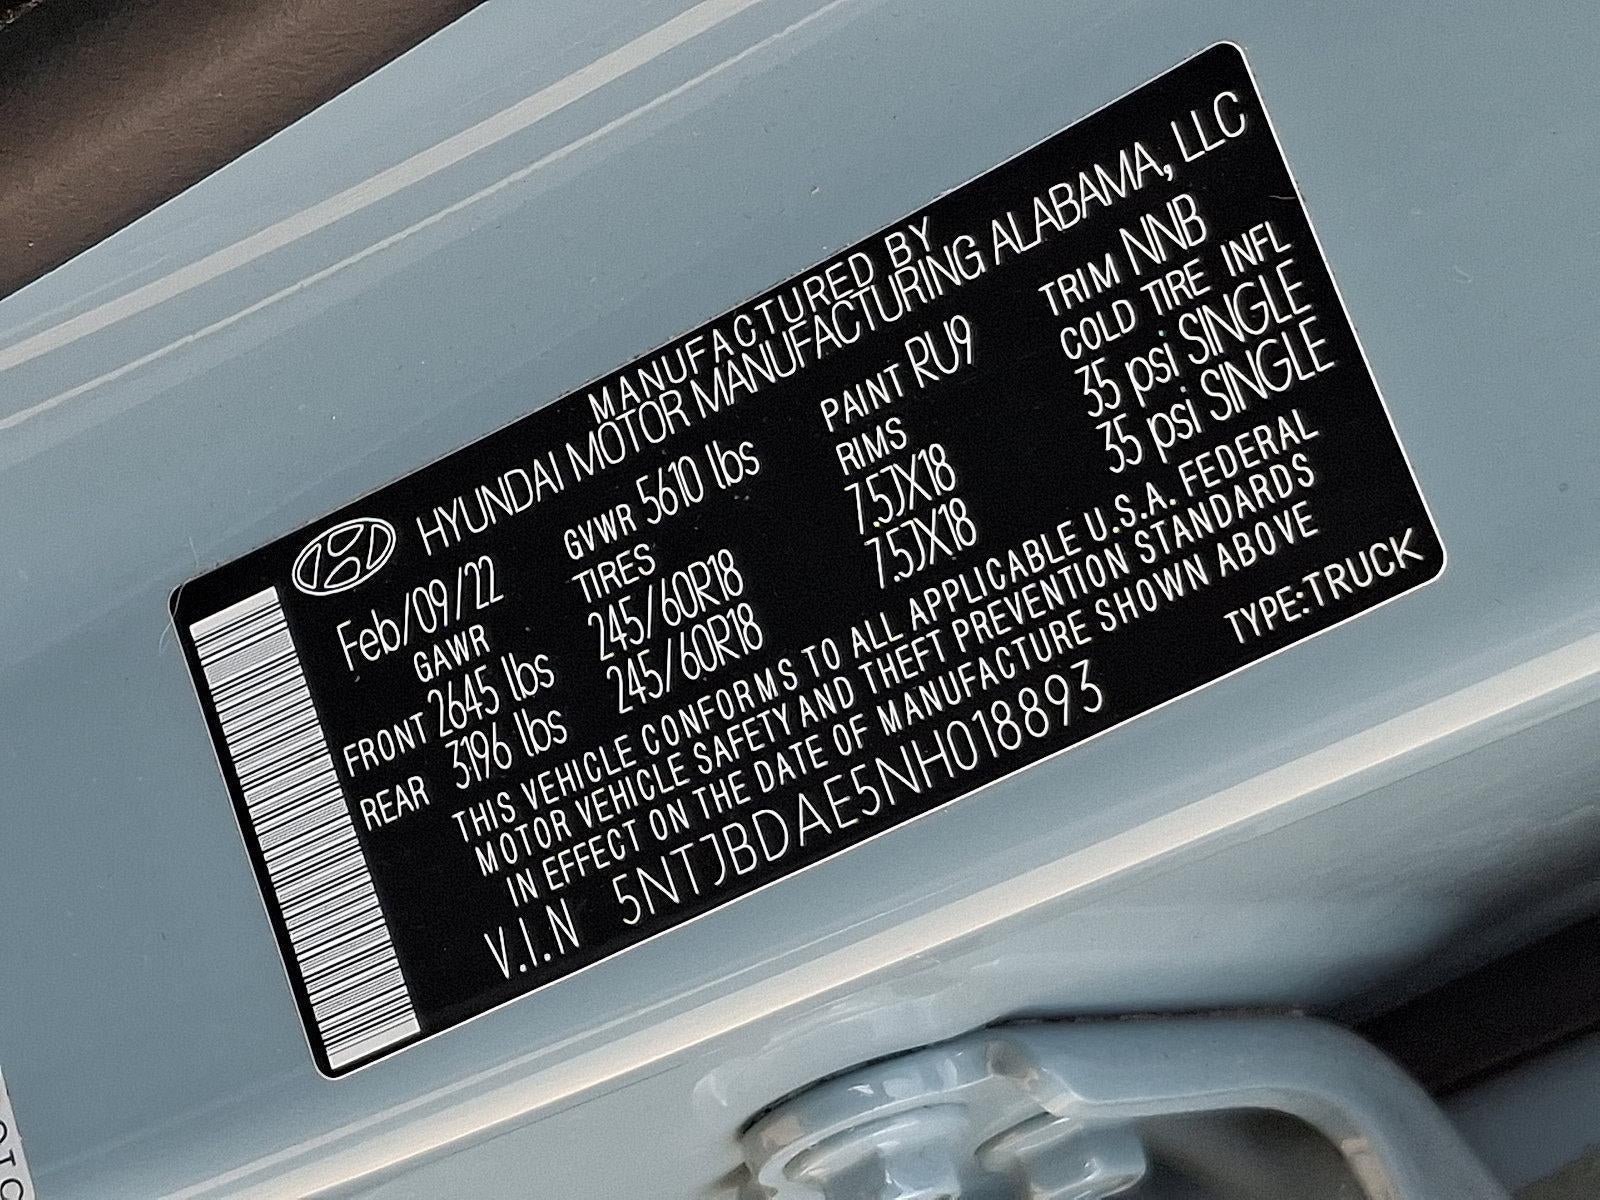 MANUFACTURED BY
HYUNDAI MOTOR MANUFACTURING ALABAMA, LLC
Feb/09/22 GVWR 5610 lbs PAINT RU9 TRIM NNB
GAWR TIRES RIMS COLD TIRE INFL
FRONT 2645 lbs 245/60R18 7.5JX18 35 psi SINGLE
REAR 3196 lbs 245/60R18 7.5JX18 35 psi SINGLE
THIS VEHICLE CONFORMS TO ALL APPLICABLE U.S.A. FEDERAL
MOTOR VEHICLE SAFETY AND THEFT PREVENTION STANDARDS
IN EFFECT ON THE DATE OF MANUFACTURE SHOWN ABOVE
V.I.N 5NTJBDAE5NH018893 TYPE:TRUCK